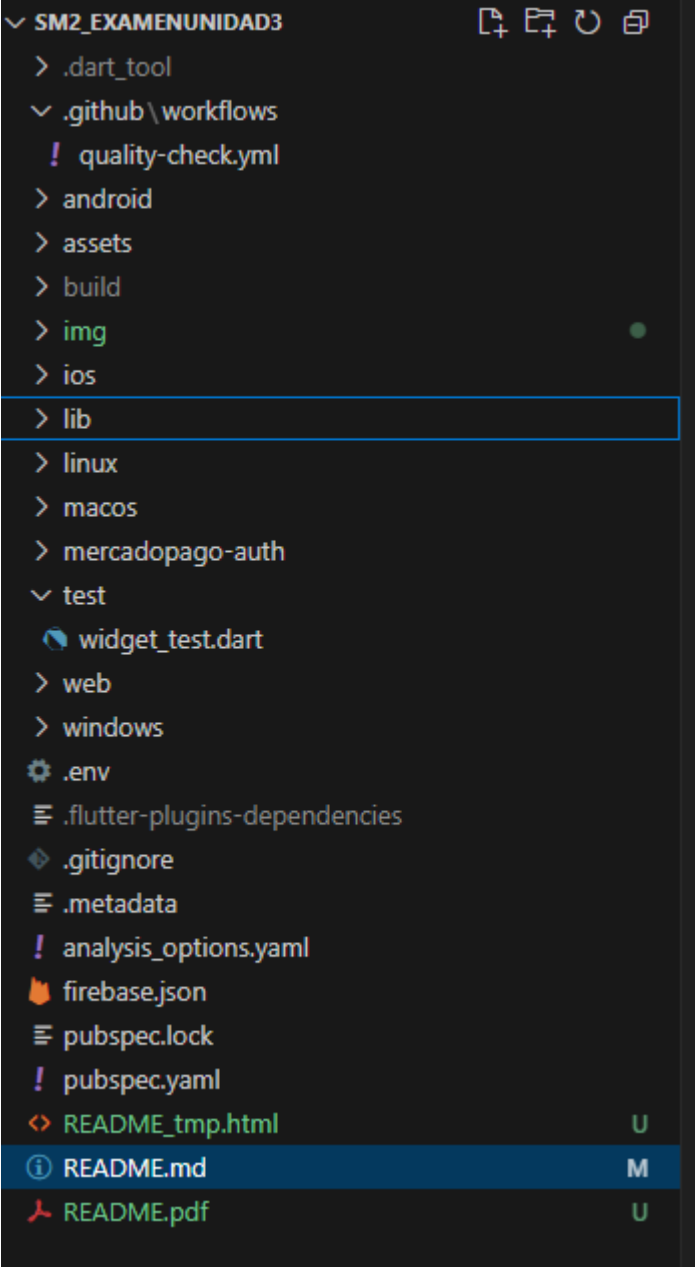 SM2_EXAMENUNIDAD3
.dart_tool
.github\workflows
quality-check.yml
android
assets
build
img
ios
lib
linux
macos
mercadopago-auth
test
widget_test.dart
web
windows
.env
.flutter-plugins-dependencies
.gitignore
.metadata
analysis_options.yaml
firebase.json
pubspec.lock
pubspec.yaml
README_tmp.html U
README.md M
README.pdf U